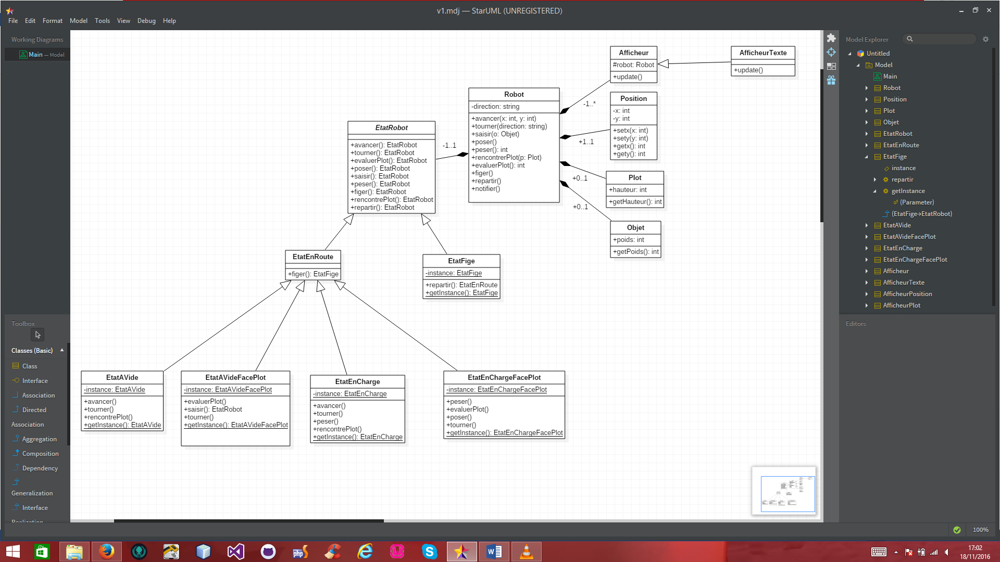 v1.mdj — StarUML (UNREGISTERED)
File Edit Format Model Tools View Debug Help
Working Diagrams
Main — Model
Toolbox
Classes (Basic)
Class
Interface
Association
Directed
Association
Aggregation
Composition
Dependency
Generalization
Interface
Realization
EtatRobot
+avancer(): EtatRobot
+tourner(): EtatRobot
+evaluerPlot(): EtatRobot
+poser(): EtatRobot
+saisir(): EtatRobot
+peser(): EtatRobot
+figer(): EtatRobot
+rencontrePlot(): EtatRobot
+repartir(): EtatRobot
-1..1
Robot
-direction: string
+avancer(x: int, y: int)
+tourner(direction: string)
+saisir(o: Objet)
+poser()
+peser(): int
+rencontrerPlot(p: Plot)
+evaluerPlot(): int
+figer()
+repartir()
+notifier()
-1..*
+1..1
+0..1
+0..1
Afficheur
#robot: Robot
+update()
AfficheurTexte
+update()
Position
-x: int
-y: int
+setx(x: int)
+sety(y: int)
+getx(): int
+gety(): int
Plot
+hauteur: int
+getHauteur(): int
Objet
+poids: int
+getPoids(): int
EtatEnRoute
+figer(): EtatFige
EtatFige
-instance: EtatFige
+repartir(): EtatEnRoute
+getInstance(): EtatFige
EtatAVide
-instance: EtatAVide
+avancer()
+tourner()
+rencontrePlot()
+getInstance(): EtatAVide
EtatAVideFacePlot
-instance: EtatAVideFacePlot
+evaluerPlot()
+saisir(): EtatRobot
+tourner()
+getInstance(): EtatAVideFacePlot
EtatEnCharge
-instance: EtatEnCharge
+avancer()
+tourner()
+peser()
+rencontrePlot()
+getInstance(): EtatEnCharge
EtatEnChargeFacePlot
-instance: EtatEnChargeFacePlot
+peser()
+evaluerPlot()
+poser()
+tourner()
+getInstance(): EtatEnChargeFacePlot
Model Explorer
Untitled
Model
Main
Robot
Position
Plot
Objet
EtatRobot
EtatEnRoute
EtatFige
instance
repartir
getInstance
(Parameter)
(EtatFige→EtatRobot)
EtatAVide
EtatAVideFacePlot
EtatEnCharge
EtatEnChargeFacePlot
Afficheur
AfficheurTexte
AfficheurPosition
AfficheurPlot
Editors
100%
php
17:02
18/11/2016